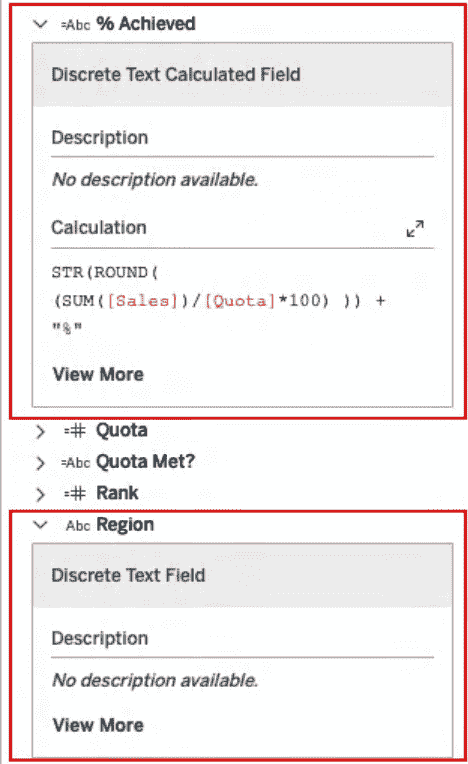 =Abc % Achieved
Discrete Text Calculated Field
Description
No description available.
Calculation
STR(ROUND(
(SUM([Sales])/[Quota]*100) )) +
"%"
View More
=# Quota
=Abc Quota Met?
=# Rank
Abc Region
Discrete Text Field
Description
No description available.
View More